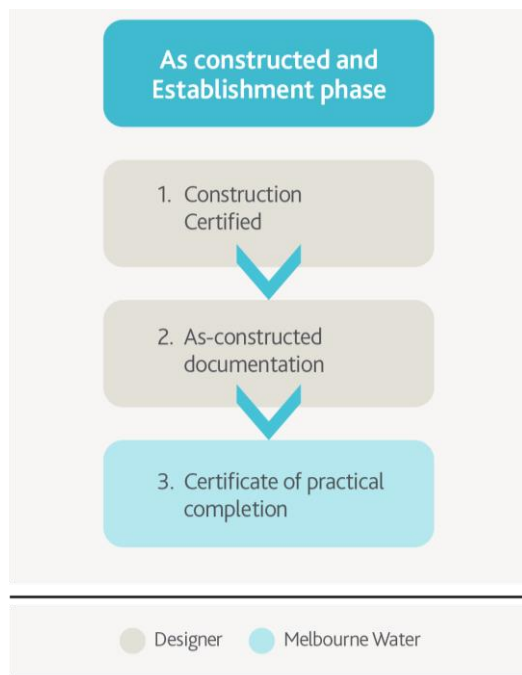 As constructed and
Establishment phase
1. Construction
Certified
2. As-constructed
documentation
3. Certificate of practical
completion
Designer
Melbourne Water